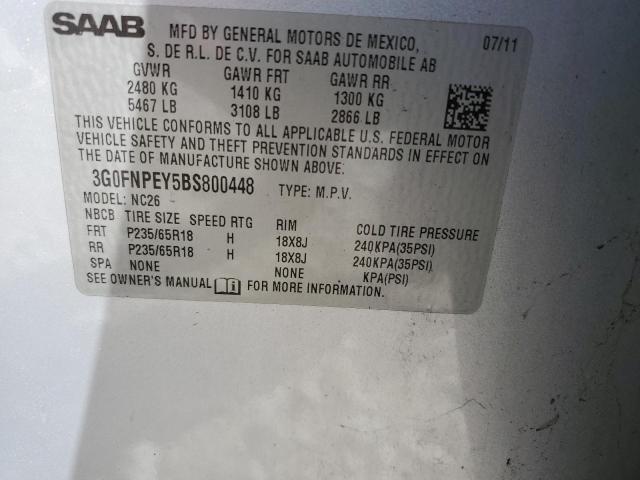 SAAB MFD BY GENERAL MOTORS DE MEXICO, 07/11
S. DE R.L. DE C.V. FOR SAAB AUTOMOBILE AB
GVWR GAWR FRT GAWR RR
2480 KG 1410 KG 1300 KG
5467 LB 3108 LB 2866 LB
THIS VEHICLE CONFORMS TO ALL APPLICABLE U.S. FEDERAL MOTOR
VEHICLE SAFETY AND THEFT PREVENTION STANDARDS IN EFFECT ON
THE DATE OF MANUFACTURE SHOWN ABOVE.
3G0FNPEY5BS800448 TYPE: M.P.V.
MODEL: NC26
NBCB TIRE SIZE SPEED RTG RIM COLD TIRE PRESSURE
FRT P235/65R18 H 18X8J 240KPA(35PSI)
RR P235/65R18 H 18X8J 240KPA(35PSI)
SPA NONE NONE KPA(PSI)
SEE OWNER'S MANUAL FOR MORE INFORMATION.